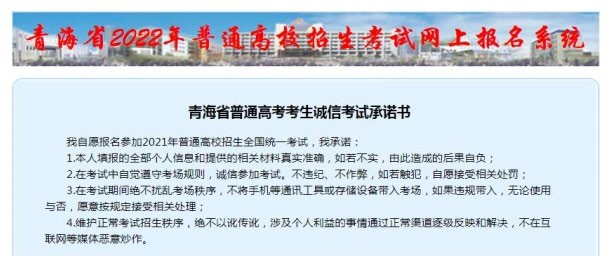 青海省2022年普通高校招生考试网上报名系统
青海省普通高考考生诚信考试承诺书
我自愿报名参加2021年普通高校招生全国统一考试，我承诺：
1.本人填报的全部个人信息和提供的相关材料真实准确，如若不实，由此造成的后果自负；
2.在考试中自觉遵守考场规则，诚信参加考试。不违纪、不作弊，如若触犯，自愿接受相关处罚；
3.在考试期间绝不扰乱考场秩序，不将手机等通讯工具或存储设备带入考场，如果违规带入，无论使用
与否，愿意按规定接受相关处理；
4.维护正常考试招生秩序，绝不以讹传讹，涉及个人利益的事情通过正常渠道逐级反映和解决，不在互
联网等媒体恶意炒作。